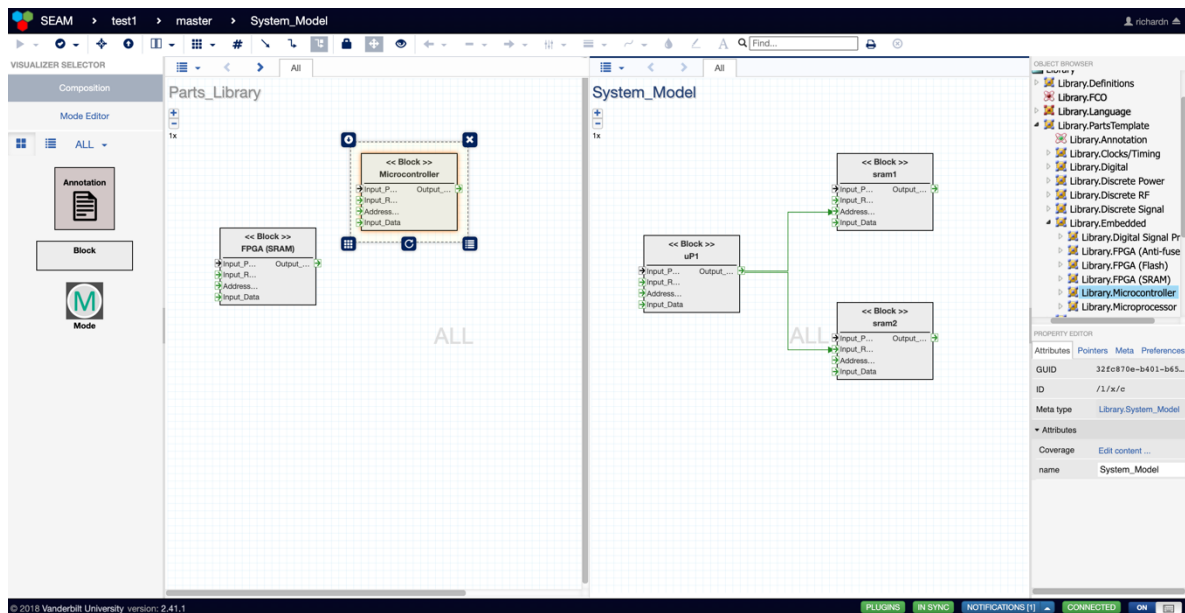 SEAM > test1 > master > System_Model
richardn
Find...
VISUALIZER SELECTOR
Composition
Mode Editor
ALL
Annotation
Block
Mode
All
Parts_Library
1x
<< Block >>
Microcontroller
Input_P... Output_...
Input_R...
Address...
Input_Data
<< Block >>
FPGA (SRAM)
Input_P... Output_...
Input_R...
Address...
Input_Data
ALL
All
System_Model
1x
<< Block >>
sram1
Input_P... Output_...
Input_R...
Address...
Input_Data
<< Block >>
uP1
Input_P... Output_...
Input_R...
Address...
Input_Data
<< Block >>
sram2
Input_P... Output_...
Input_R...
Address...
Input_Data
ALL
OBJECT BROWSER
Library.Definitions
Library.FCO
Library.Language
Library.PartsTemplate
Library.Annotation
Library.Clocks/Timing
Library.Digital
Library.Discrete Power
Library.Discrete RF
Library.Discrete Signal
Library.Embedded
Library.Digital Signal Pr
Library.FPGA (Anti-fuse
Library.FPGA (Flash)
Library.FPGA (SRAM)
Library.Microcontroller
Library.Microprocessor
PROPERTY EDITOR
Attributes Pointers Meta Preferences
GUID 32fc870e-b401-b65...
ID /1/x/c
Meta type Library.System_Model
Attributes
Coverage Edit content ...
name System_Model
© 2018 Vanderbilt University version: 2.41.1
PLUGINS IN SYNC NOTIFICATIONS [1] CONNECTED ON